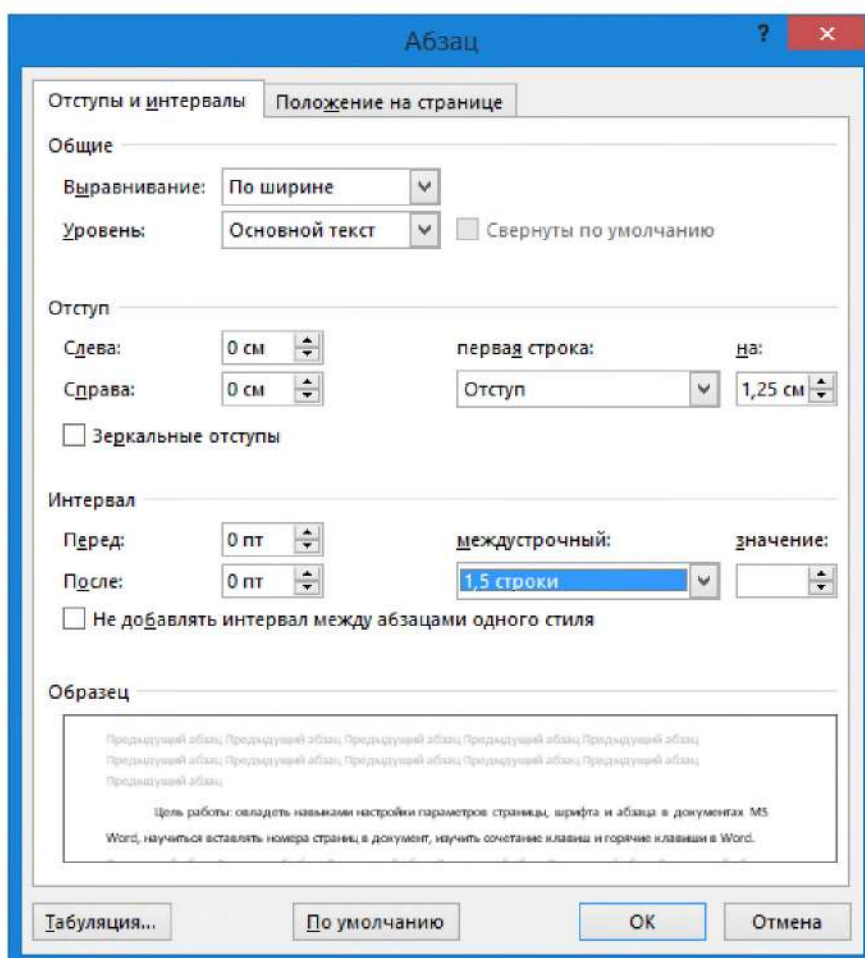 Абзац ? ×
Отступы и интервалы Положение на странице
Общие
Выравнивание: По ширине
Уровень: Основной текст Свернуты по умолчанию
Отступ
Слева: 0 см первая строка: на:
Справа: 0 см Отступ 1,25 см
Зеркальные отступы
Интервал
Перед: 0 пт междустрочный: значение:
После: 0 пт 1,5 строки
Не добавлять интервал между абзацами одного стиля
Образец
Предыдущий абзац Предыдущий абзац Предыдущий абзац Предыдущий абзац Предыдущий абзац
Предыдущий абзац Предыдущий абзац Предыдущий абзац Предыдущий абзац Предыдущий абзац
Предыдущий абзац
Цель работы: овладеть навыками настройки параметров страницы, шрифта и абзаца в документах MS
Word, научиться вставлять номера страниц в документ, изучить сочетание клавиш и горячие клавиши в Word.
Табуляция... По умолчанию ОК Отмена